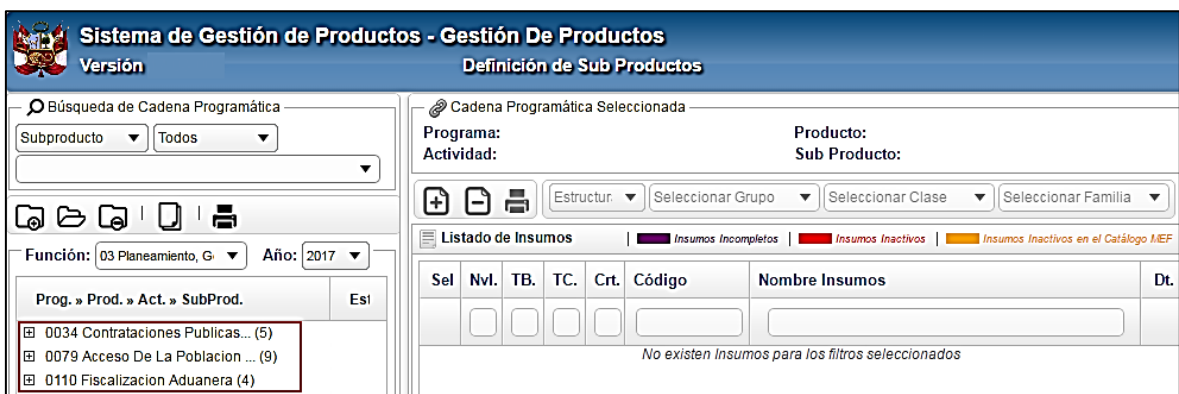 Sistema de Gestión de Productos - Gestión De Productos
Versión Definición de Sub Productos
Búsqueda de Cadena Programática
Subproducto Todos
Función: 03 Planeamiento, G Año: 2017
Prog. » Prod. » Act. » SubProd. Est
0034 Contrataciones Publicas... (5)
0079 Acceso De La Poblacion ... (9)
0110 Fiscalizacion Aduanera (4)
Cadena Programática Seleccionada
Programa: Producto:
Actividad: Sub Producto:
Estructur. Seleccionar Grupo Seleccionar Clase Seleccionar Familia
Listado de Insumos | Insumos Incompletos | Insumos Inactivos | Insumos Inactivos en el Catálogo MEF
Sel Nvl. TB. TC. Crt. Código Nombre Insumos Dt.
No existen Insumos para los filtros seleccionados